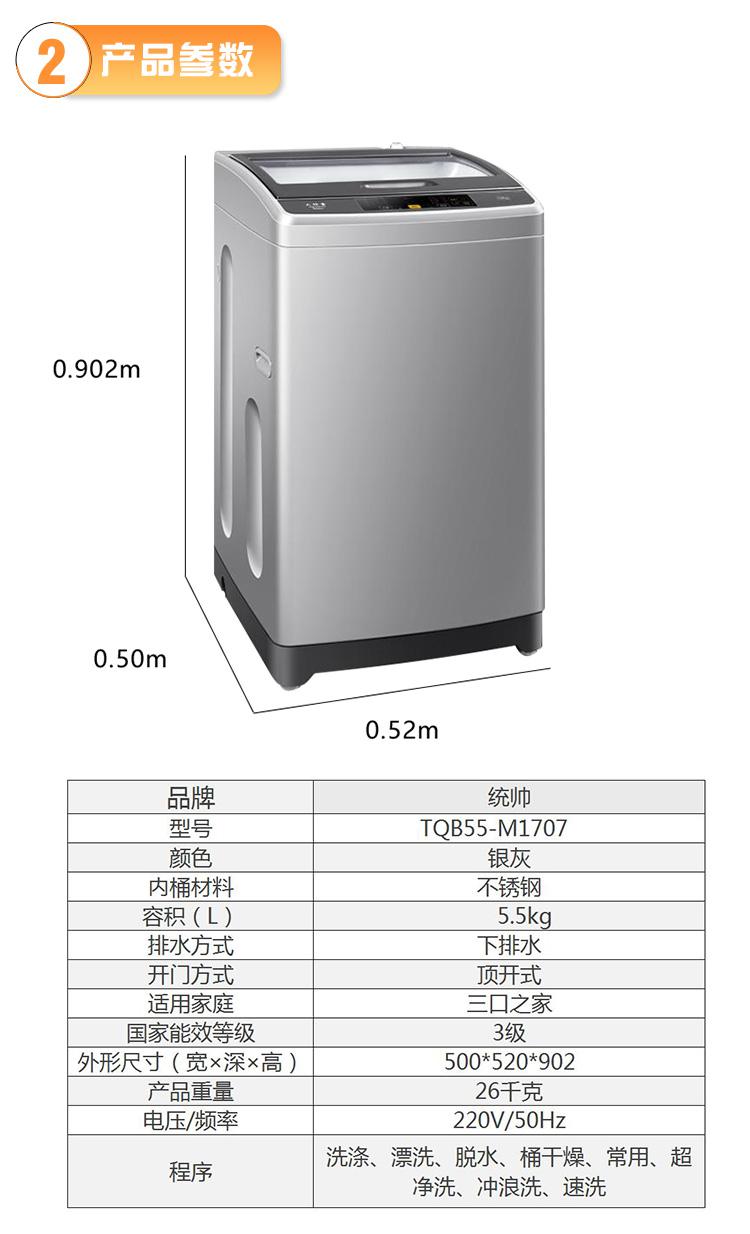 2 产品参数
0.902m
0.50m
0.52m
品牌 统帅
型号 TQB55-M1707
颜色 银灰
内桶材料 不锈钢
容积（L） 5.5kg
排水方式 下排水
开门方式 顶开式
适用家庭 三口之家
国家能效等级 3级
外形尺寸（宽×深×高） 500*520*902
产品重量 26千克
电压/频率 220V/50Hz
程序 洗涤、漂洗、脱水、桶干燥、常用、超
净洗、冲浪洗、速洗